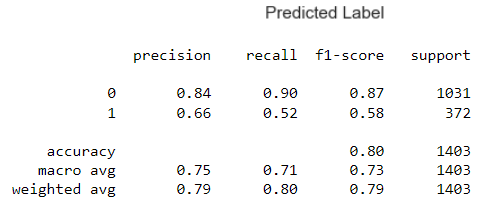 Predicted Label
precision recall f1-score support
0 0.84 0.90 0.87 1031
1 0.66 0.52 0.58 372
accuracy 0.80 1403
macro avg 0.75 0.71 0.73 1403
weighted avg 0.79 0.80 0.79 1403